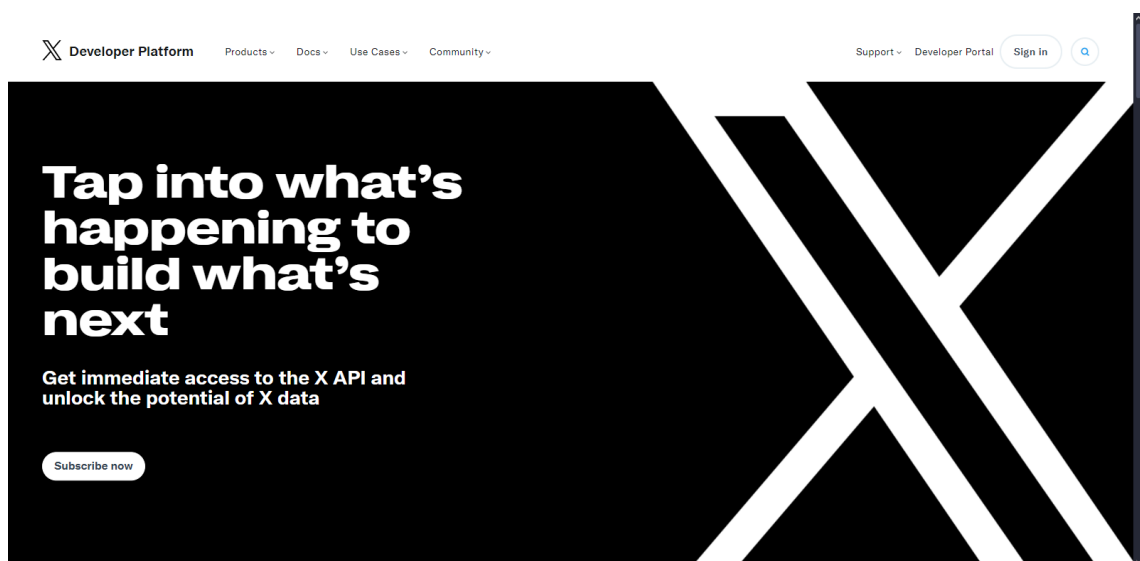 Developer Platform
Products
Docs
Use Cases
Community
Support
Developer Portal
Sign in
Tap into what’s
happening to
build what’s
next
Get immediate access to the X API and
unlock the potential of X data
Subscribe now